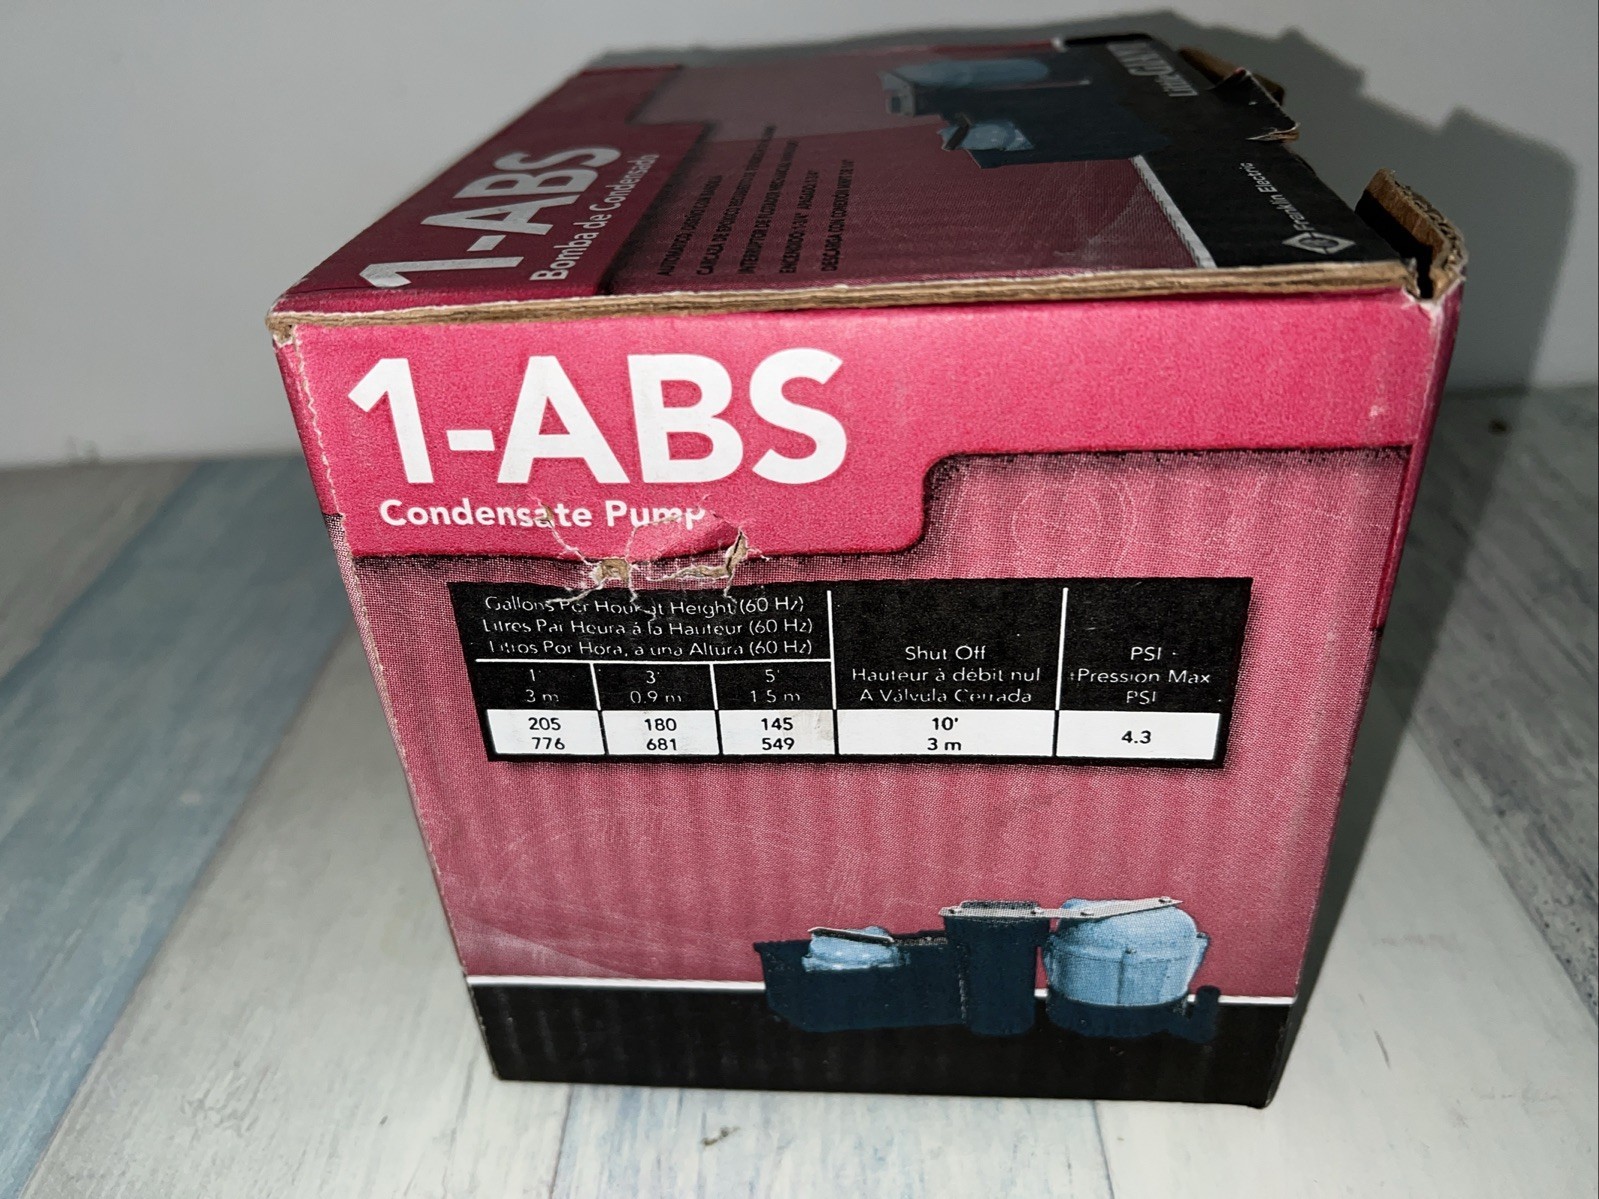 1-ABS
Bomba de Condensado
Franklin Electric
1-ABS
Condensate Pump
Gallons Per Hour at Height (60 Hz)
Litres Par Heura à la Hauteur (60 Hz)
Litros Por Hora, a una Altura (60 Hz)
1' 3' 5'
3 m 0.9 m 1.5 m
Shut Off
Hauteur à débit nul
A Válvula Cerrada
PSI -
Pression Max
PSI
205 180 145 10' 4.3
776 681 549 3 m